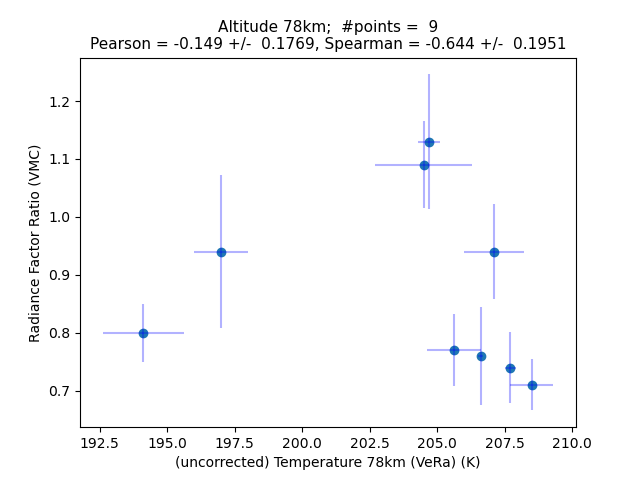 Altitude 78km;  #points =  9
Pearson = -0.149 +/-  0.1769, Spearman = -0.644 +/-  0.1951
1.2
1.1
1.0
0.9
0.8
0.7
Radiance Factor Ratio (VMC)
192.5 195.0 197.5 200.0 202.5 205.0 207.5 210.0
(uncorrected) Temperature 78km (VeRa) (K)